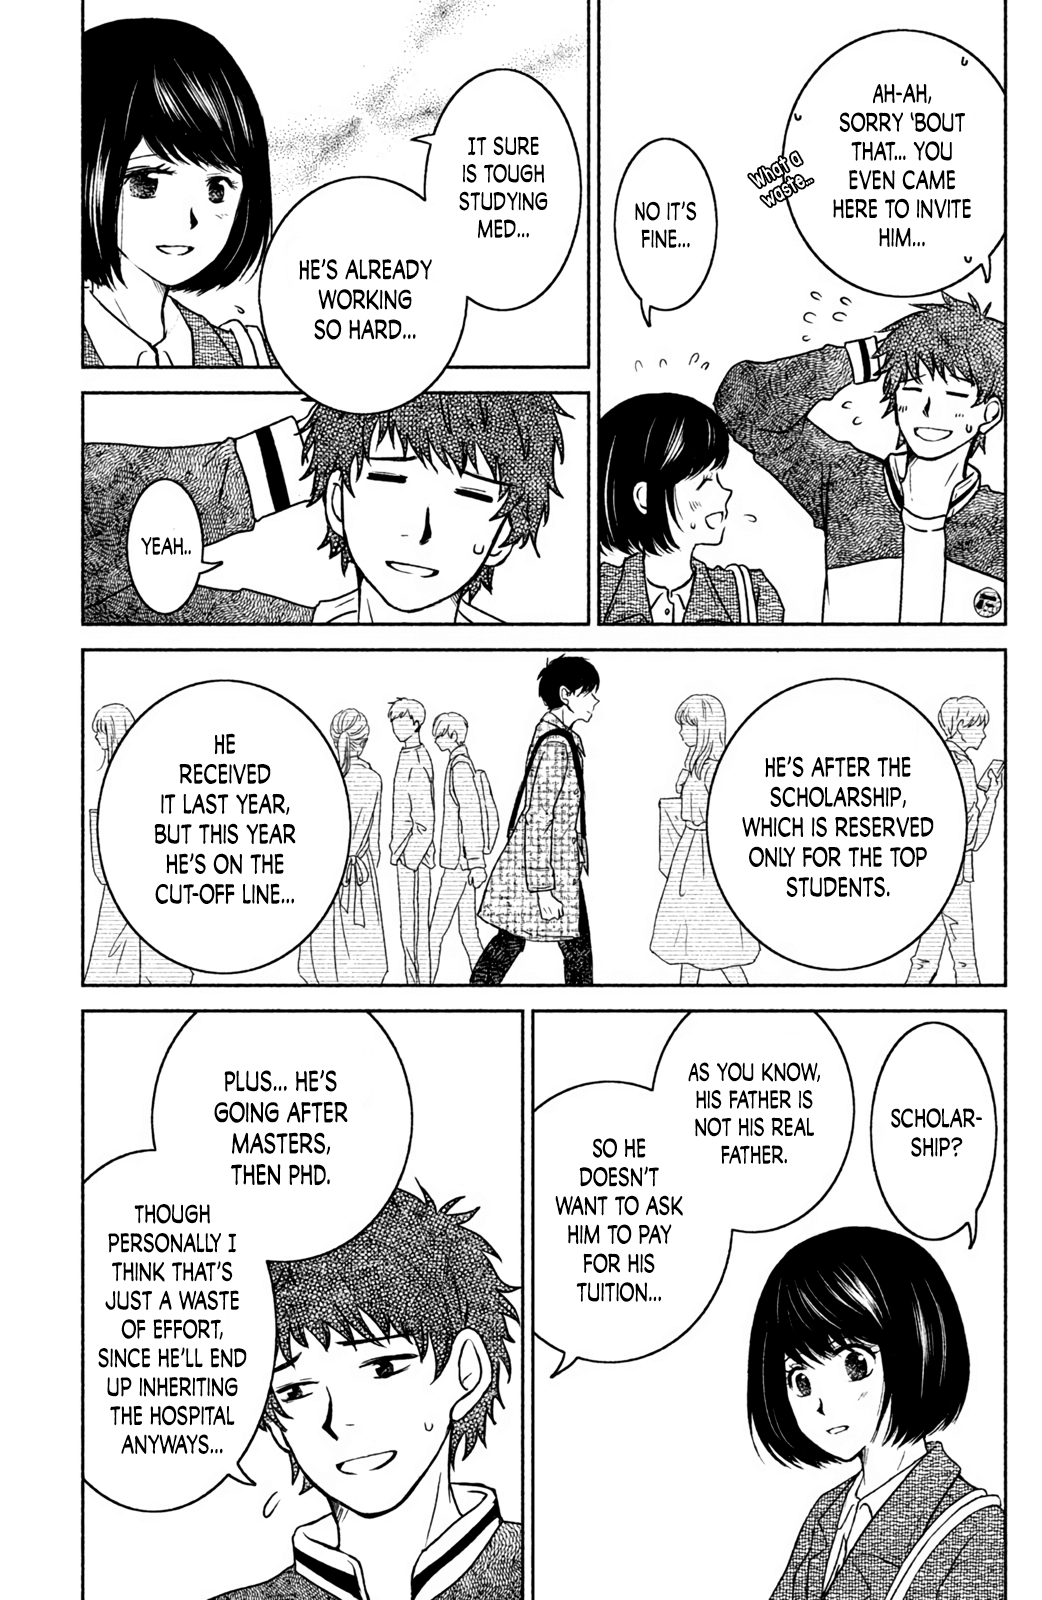 AH-AH,
SORRY ‘BOUT
THAT... YOU
EVEN CAME
HERE TO INVITE
HIM...
What a
waste...
NO IT'S
FINE...
IT SURE
IS TOUGH
STUDYING
MED...
HE'S ALREADY
WORKING
SO HARD...
YEAH..
HE'S AFTER THE
SCHOLARSHIP,
WHICH IS RESERVED
ONLY FOR THE TOP
STUDENTS.
HE
RECEIVED
IT LAST YEAR,
BUT THIS YEAR
HE'S ON THE
CUT-OFF LINE...
SCHOLAR-
SHIP?
AS YOU KNOW,
HIS FATHER IS
NOT HIS REAL
FATHER.
SO HE
DOESN'T
WANT TO ASK
HIM TO PAY
FOR HIS
TUITION...
PLUS... HE'S
GOING AFTER
MASTERS,
THEN PHD.
THOUGH
PERSONALLY I
THINK THAT'S
JUST A WASTE
OF EFFORT,
SINCE HE'LL END
UP INHERITING
THE HOSPITAL
ANYWAYS...